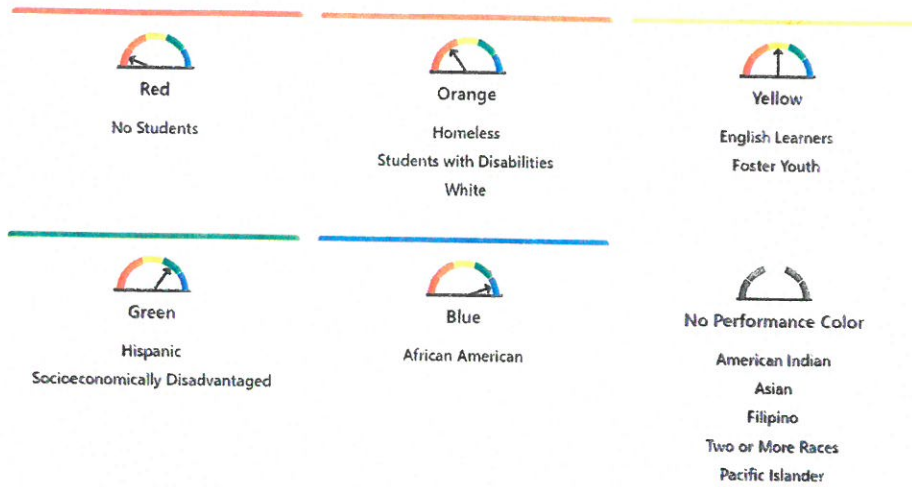 Red
No Students
Orange
Homeless
Students with Disabilities
White
Yellow
English Learners
Foster Youth
Green
Hispanic
Socioeconomically Disadvantaged
Blue
African American
No Performance Color
American Indian
Asian
Filipino
Two or More Races
Pacific Islander